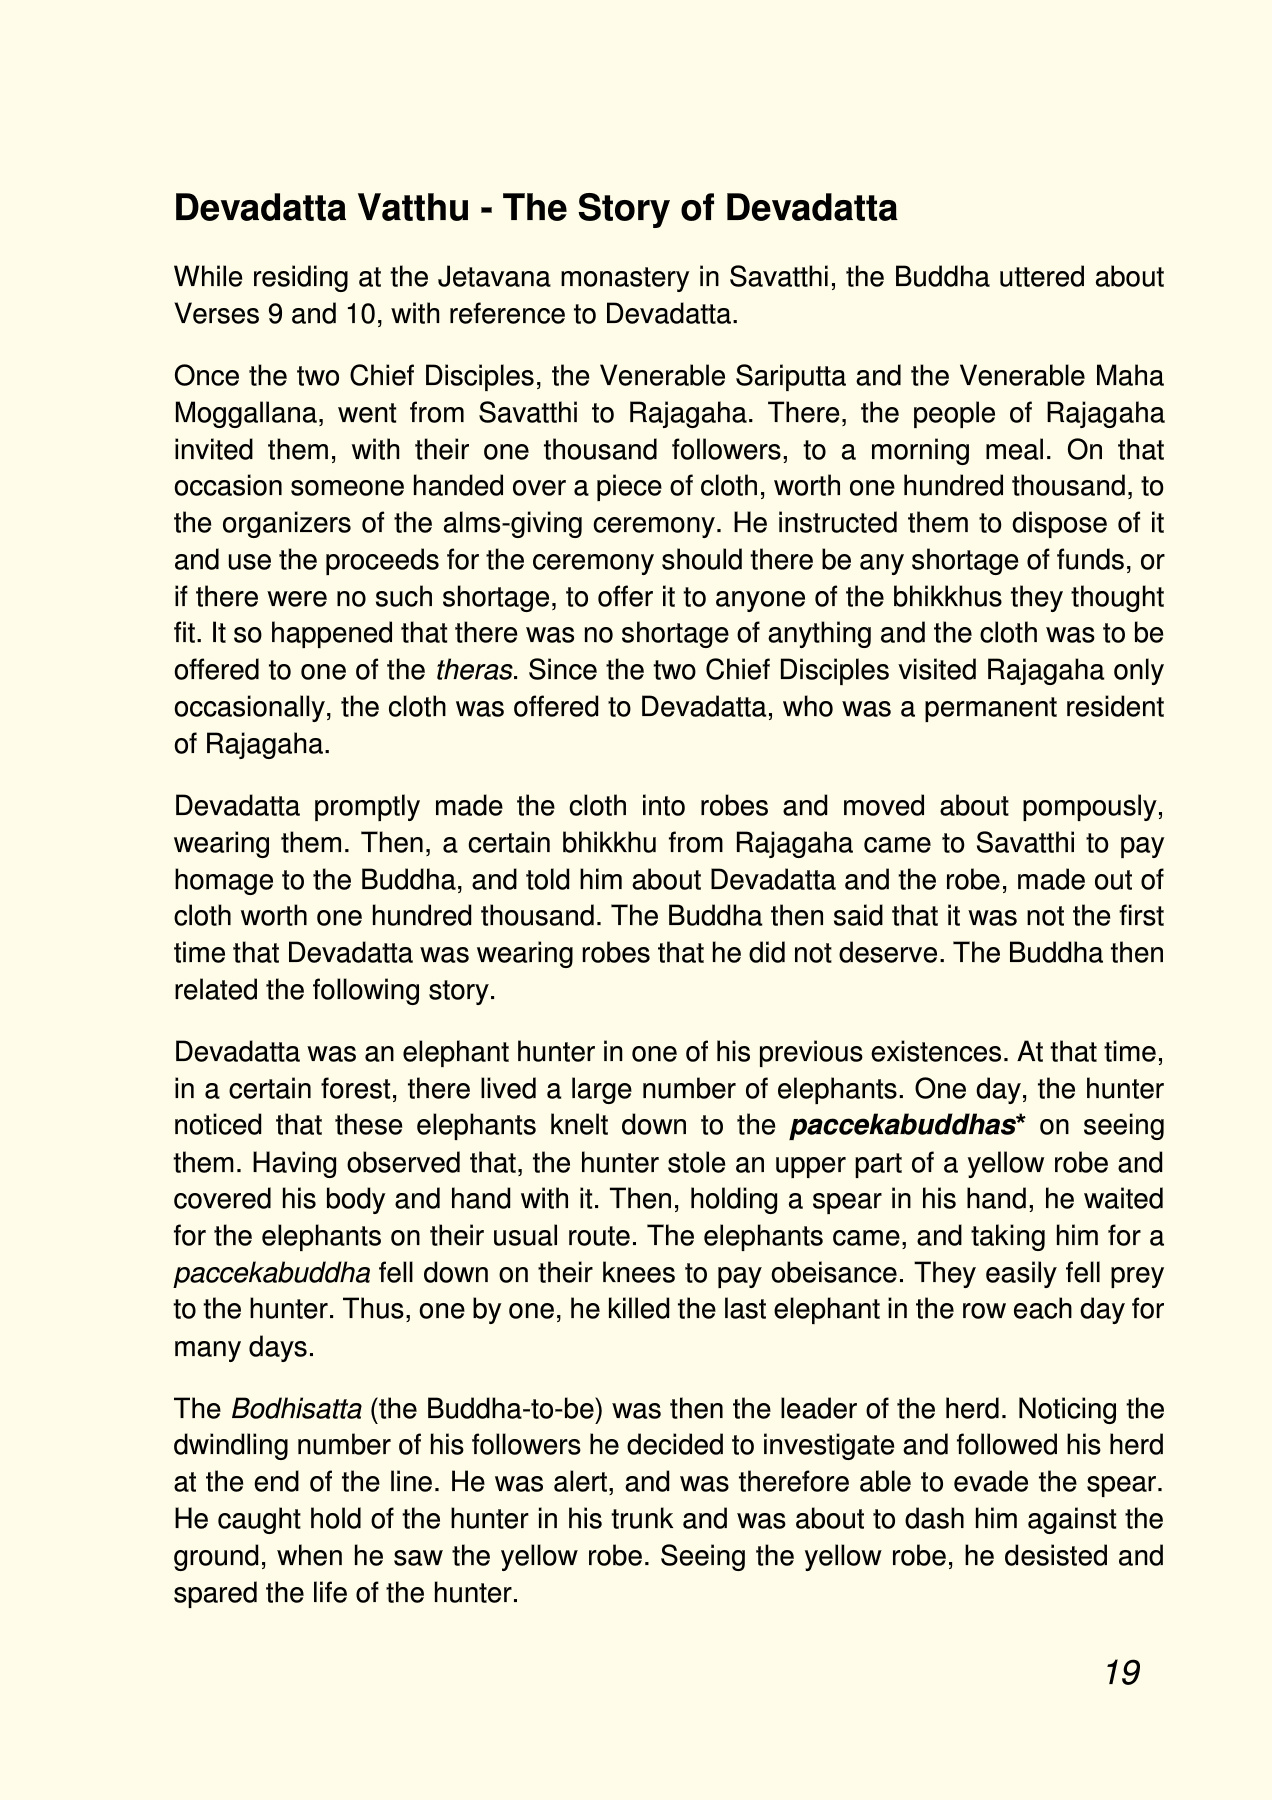 Devadatta Vatthu - The Story of Devadatta
While residing at the Jetavana monastery in Savatthi, the Buddha uttered about
Verses 9 and 10, with reference to Devadatta.
Once the two Chief Disciples, the Venerable Sariputta and the Venerable Maha
Moggallana, went from Savatthi to Rajagaha. There, the people of Rajagaha
invited them, with their one thousand followers, to a morning meal. On that
occasion someone handed over a piece of cloth, worth one hundred thousand, to
the organizers of the alms-giving ceremony. He instructed them to dispose of it
and use the proceeds for the ceremony should there be any shortage of funds, or
if there were no such shortage, to offer it to anyone of the bhikkhus they thought
fit. It so happened that there was no shortage of anything and the cloth was to be
offered to one of the theras. Since the two Chief Disciples visited Rajagaha only
occasionally, the cloth was offered to Devadatta, who was a permanent resident
of Rajagaha.
Devadatta promptly made the cloth into robes and moved about pompously,
wearing them. Then, a certain bhikkhu from Rajagaha came to Savatthi to pay
homage to the Buddha, and told him about Devadatta and the robe, made out of
cloth worth one hundred thousand. The Buddha then said that it was not the first
time that Devadatta was wearing robes that he did not deserve. The Buddha then
related the following story.
Devadatta was an elephant hunter in one of his previous existences. At that time,
in a certain forest, there lived a large number of elephants. One day, the hunter
noticed that these elephants knelt down to the paccekabuddhas* on seeing
them. Having observed that, the hunter stole an upper part of a yellow robe and
covered his body and hand with it. Then, holding a spear in his hand, he waited
for the elephants on their usual route. The elephants came, and taking him for a
paccekabuddha fell down on their knees to pay obeisance. They easily fell prey
to the hunter. Thus, one by one, he killed the last elephant in the row each day for
many days.
The Bodhisatta (the Buddha-to-be) was then the leader of the herd. Noticing the
dwindling number of his followers he decided to investigate and followed his herd
at the end of the line. He was alert, and was therefore able to evade the spear.
He caught hold of the hunter in his trunk and was about to dash him against the
ground, when he saw the yellow robe. Seeing the yellow robe, he desisted and
spared the life of the hunter.
19